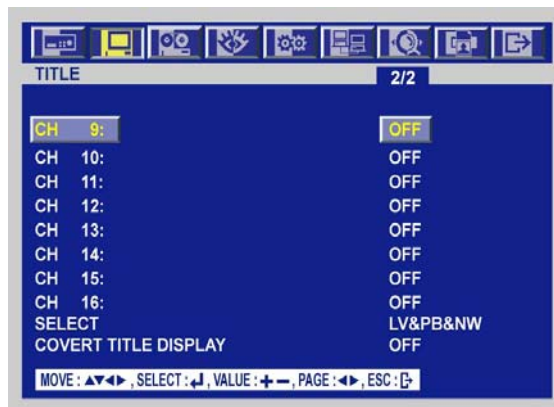 TITLE 2/2
CH 9: OFF
CH 10: OFF
CH 11: OFF
CH 12: OFF
CH 13: OFF
CH 14: OFF
CH 15: OFF
CH 16: OFF
SELECT LV&PB&NW
COVERT TITLE DISPLAY OFF
MOVE : ▲▼◀▶ , SELECT : ↲ , VALUE : + − , PAGE : ◀▶ , ESC :